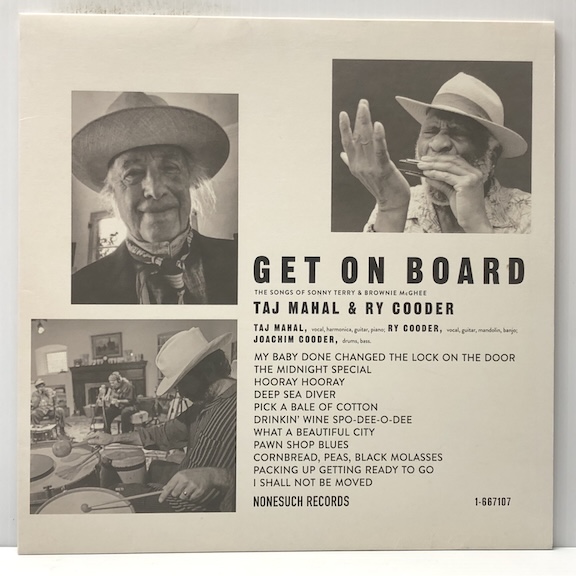 GET ON BOARD
THE SONGS OF SONNY TERRY & BROWNIE McGHEE
TAJ MAHAL & RY COODER
TAJ MAHAL, vocal, harmonica, guitar, piano; RY COODER, vocal, guitar, mandolin, banjo;
JOACHIM COODER, drums, bass.
MY BABY DONE CHANGED THE LOCK ON THE DOOR
THE MIDNIGHT SPECIAL
HOORAY HOORAY
DEEP SEA DIVER
PICK A BALE OF COTTON
DRINKIN' WINE SPO-DEE-O-DEE
WHAT A BEAUTIFUL CITY
PAWN SHOP BLUES
CORNBREAD, PEAS, BLACK MOLASSES
PACKING UP GETTING READY TO GO
I SHALL NOT BE MOVED
NONESUCH RECORDS 1-667107